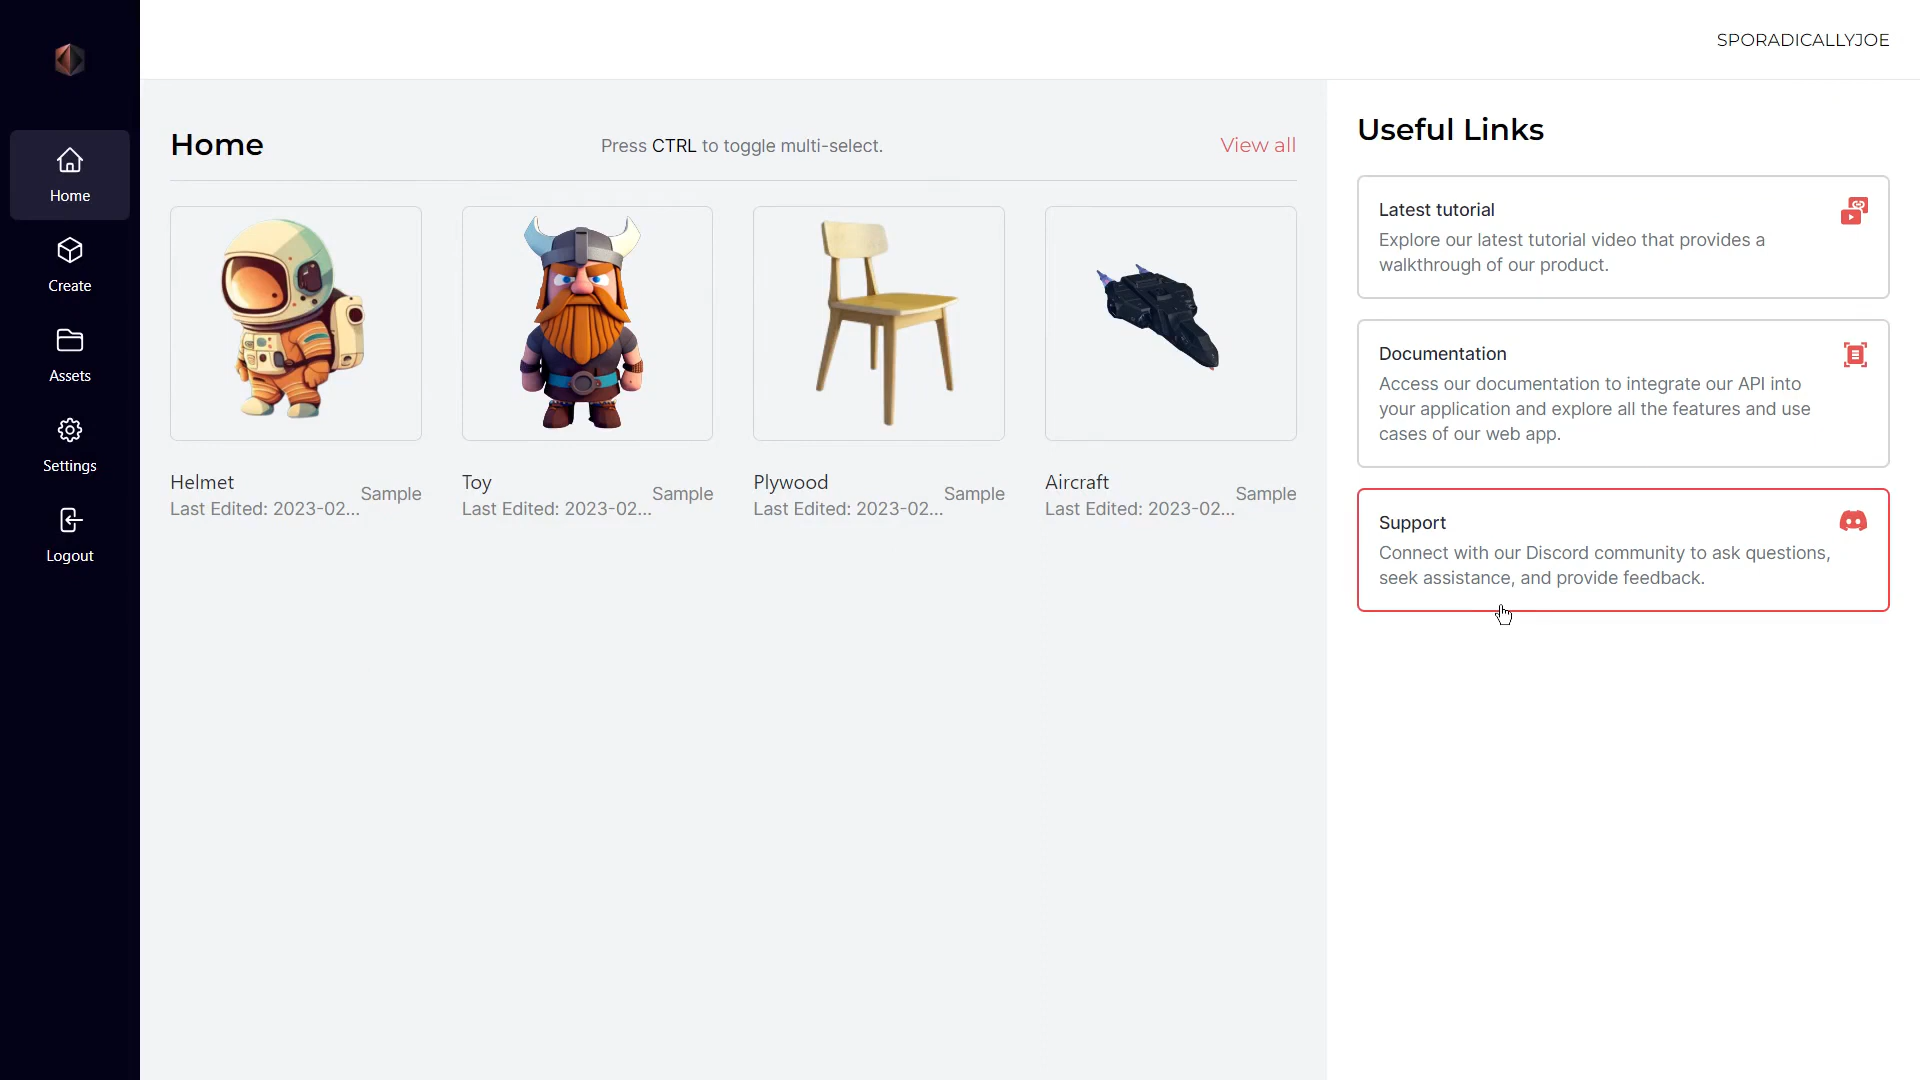 SPORADICALLYJOE
Home
Create
Assets
Settings
Logout
Home
Press CTRL to toggle multi-select.
View all
Helmet
Last Edited: 2023-02...
Sample
Toy
Last Edited: 2023-02...
Sample
Plywood
Last Edited: 2023-02...
Sample
Aircraft
Last Edited: 2023-02...
Sample
Useful Links
Latest tutorial
Explore our latest tutorial video that provides a
walkthrough of our product.
Documentation
Access our documentation to integrate our API into
your application and explore all the features and use
cases of our web app.
Support
Connect with our Discord community to ask questions,
seek assistance, and provide feedback.